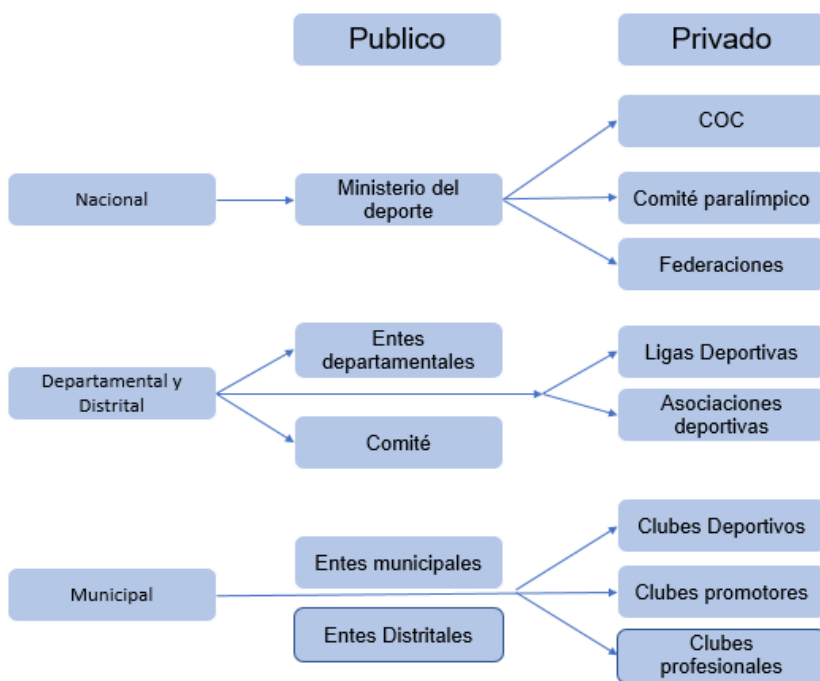 Publico
Privado
COC
Nacional
Ministerio del
deporte
Comité paralímpico
Federaciones
Entes
departamentales
Ligas Deportivas
Departamental y
Distrital
Asociaciones
deportivas
Comité
Clubes Deportivos
Entes municipales
Municipal
Clubes promotores
Entes Distritales
Clubes
profesionales